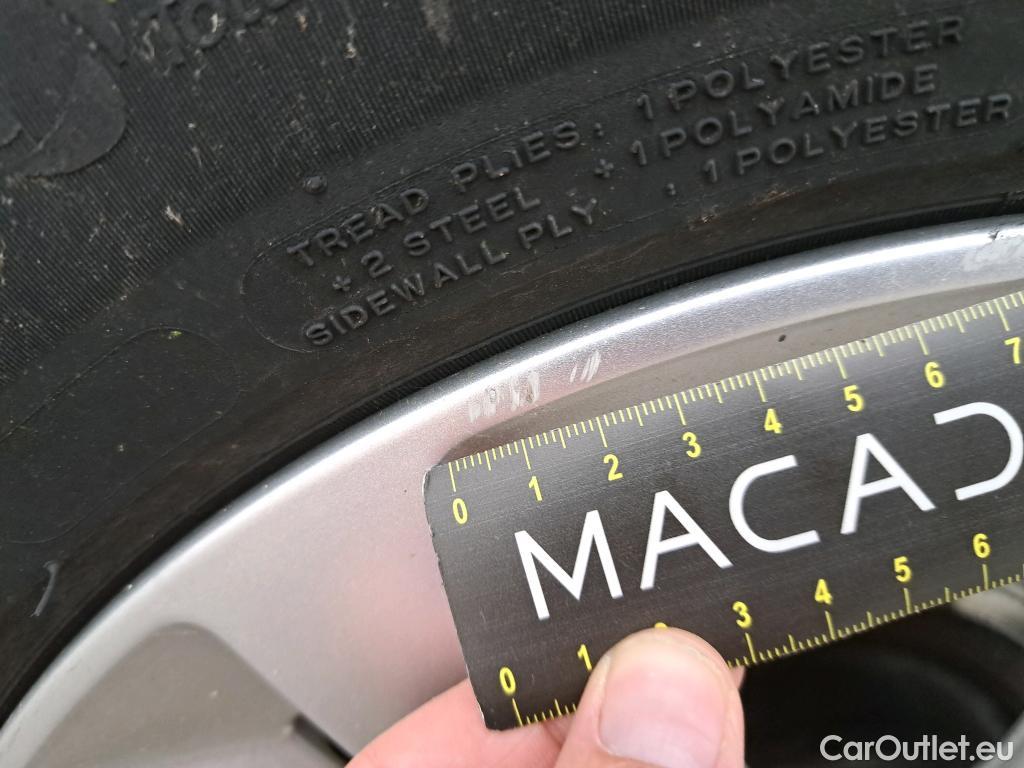 TREAD PLIES: 1 POLYESTER
+ 2 STEEL + 1 POLYAMIDE
SIDEWALL PLY : 1 POLYESTER
0 1 2 3 4 5 6 7
MACAD
0 1 2 3 4 5 6
CarOutlet.eu